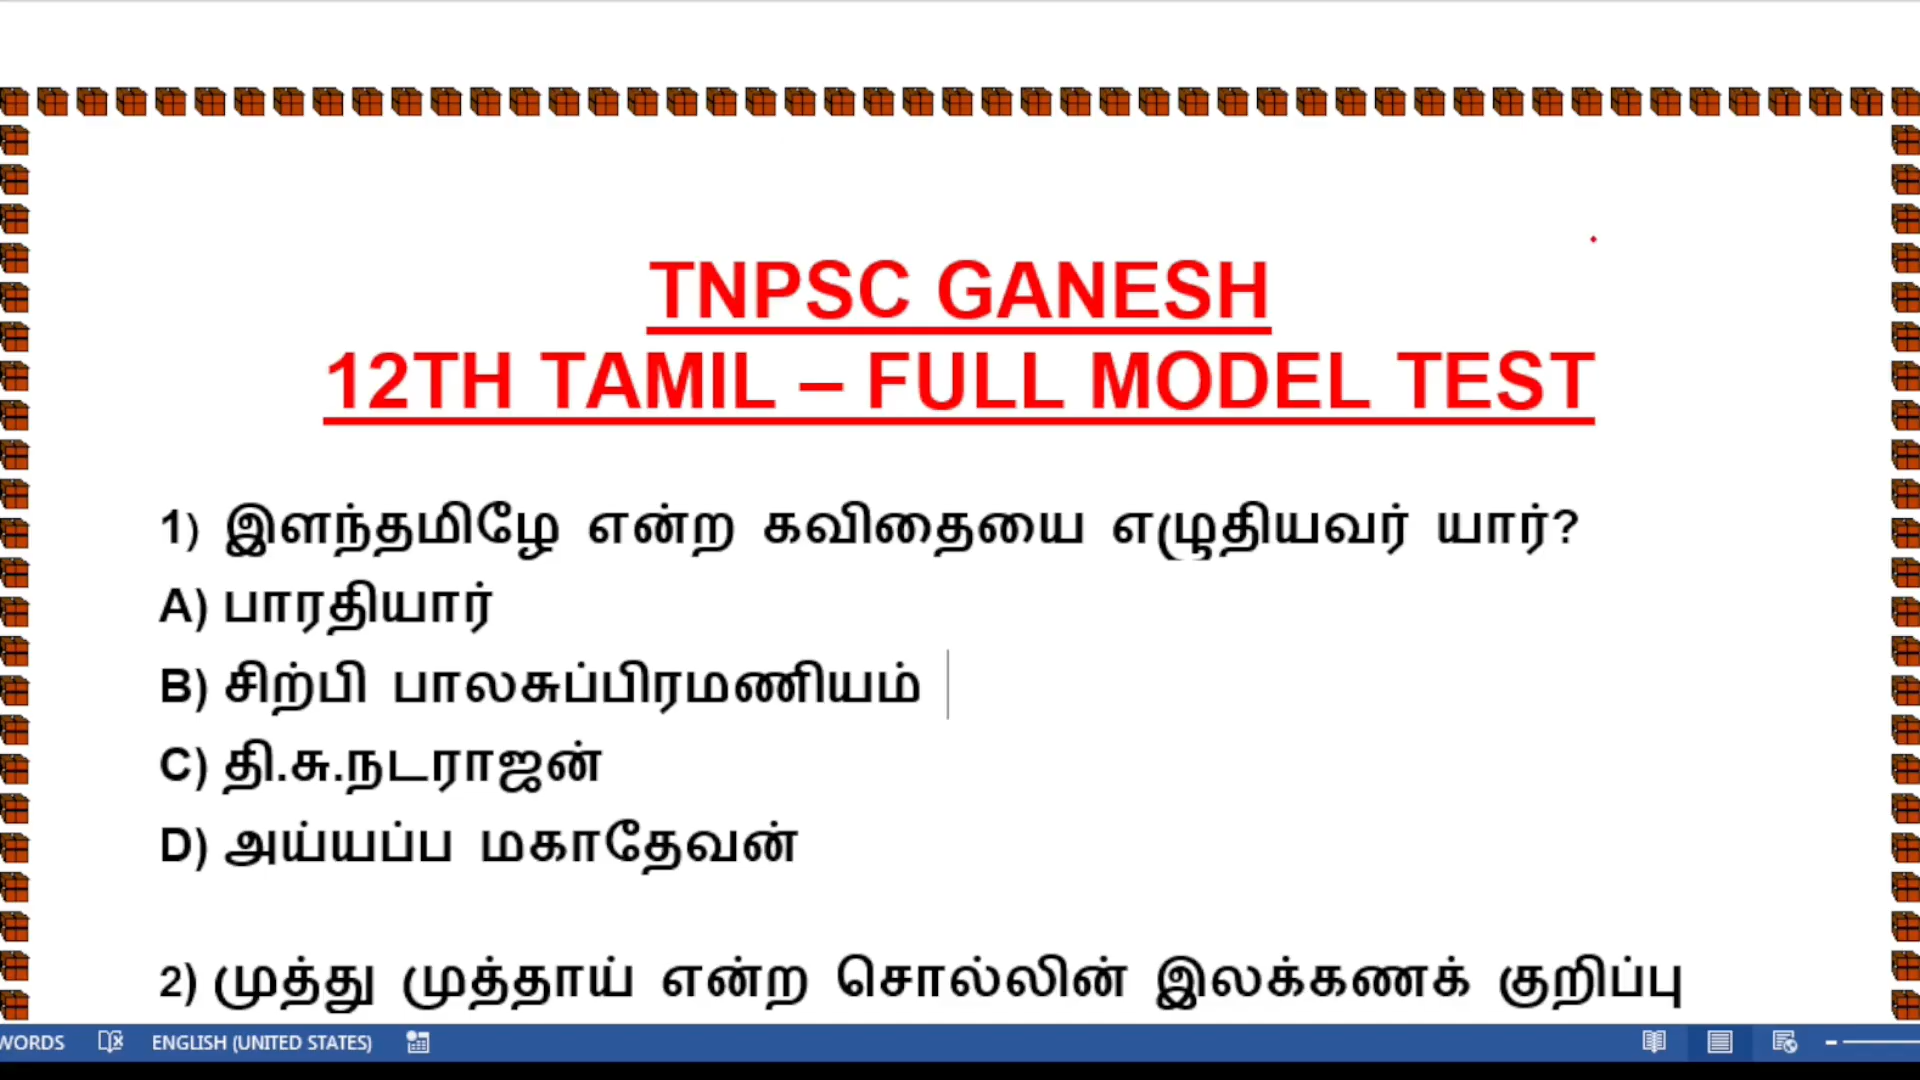 TNPSC GANESH
12TH TAMIL – FULL MODEL TEST
1) இளந்தமிழே என்ற கவிதையை எழுதியவர் யார்?
A) பாரதியார்
B) சிற்பி பாலசுப்பிரமணியம்
C) தி.சு.நடராஜன்
D) அய்யப்ப மகாதேவன்
2) முத்து முத்தாய் என்ற சொல்லின் இலக்கணக் குறிப்பு
WORDS ENGLISH (UNITED STATES)